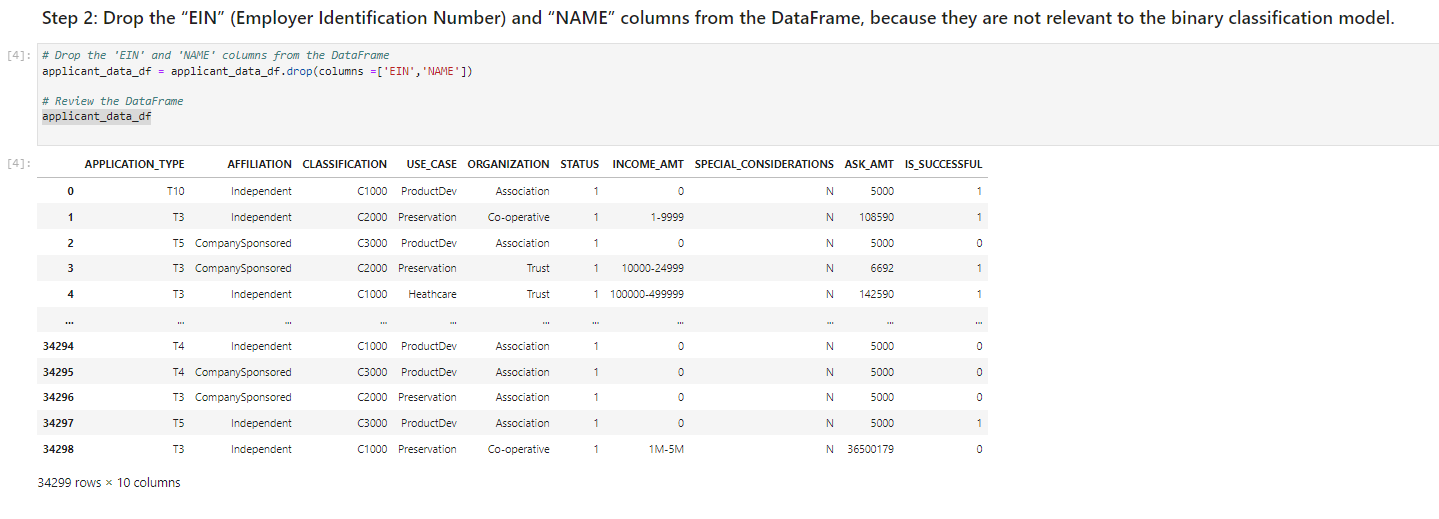 Step 2: Drop the “EIN” (Employer Identification Number) and “NAME” columns from the DataFrame, because they are not relevant to the binary classification model.
[4]: # Drop the 'EIN' and 'NAME' columns from the DataFrame
applicant_data_df = applicant_data_df.drop(columns =['EIN','NAME'])
# Review the DataFrame
applicant_data_df
[4]: APPLICATION_TYPE AFFILIATION CLASSIFICATION USE_CASE ORGANIZATION STATUS INCOME_AMT SPECIAL_CONSIDERATIONS ASK_AMT IS_SUCCESSFUL
0 T10 Independent C1000 ProductDev Association 1 0 N 5000 1
1 T3 Independent C2000 Preservation Co-operative 1 1-9999 N 108590 1
2 T5 CompanySponsored C3000 ProductDev Association 1 0 N 5000 0
3 T3 CompanySponsored C2000 Preservation Trust 1 10000-24999 N 6692 1
4 T3 Independent C1000 Heathcare Trust 1 100000-499999 N 142590 1
... ... ... ... ... ... ... ... ... ... ...
34294 T4 Independent C1000 ProductDev Association 1 0 N 5000 0
34295 T4 CompanySponsored C3000 ProductDev Association 1 0 N 5000 0
34296 T3 CompanySponsored C2000 Preservation Association 1 0 N 5000 0
34297 T5 Independent C3000 ProductDev Association 1 0 N 5000 1
34298 T3 Independent C1000 Preservation Co-operative 1 1M-5M N 36500179 0
34299 rows × 10 columns